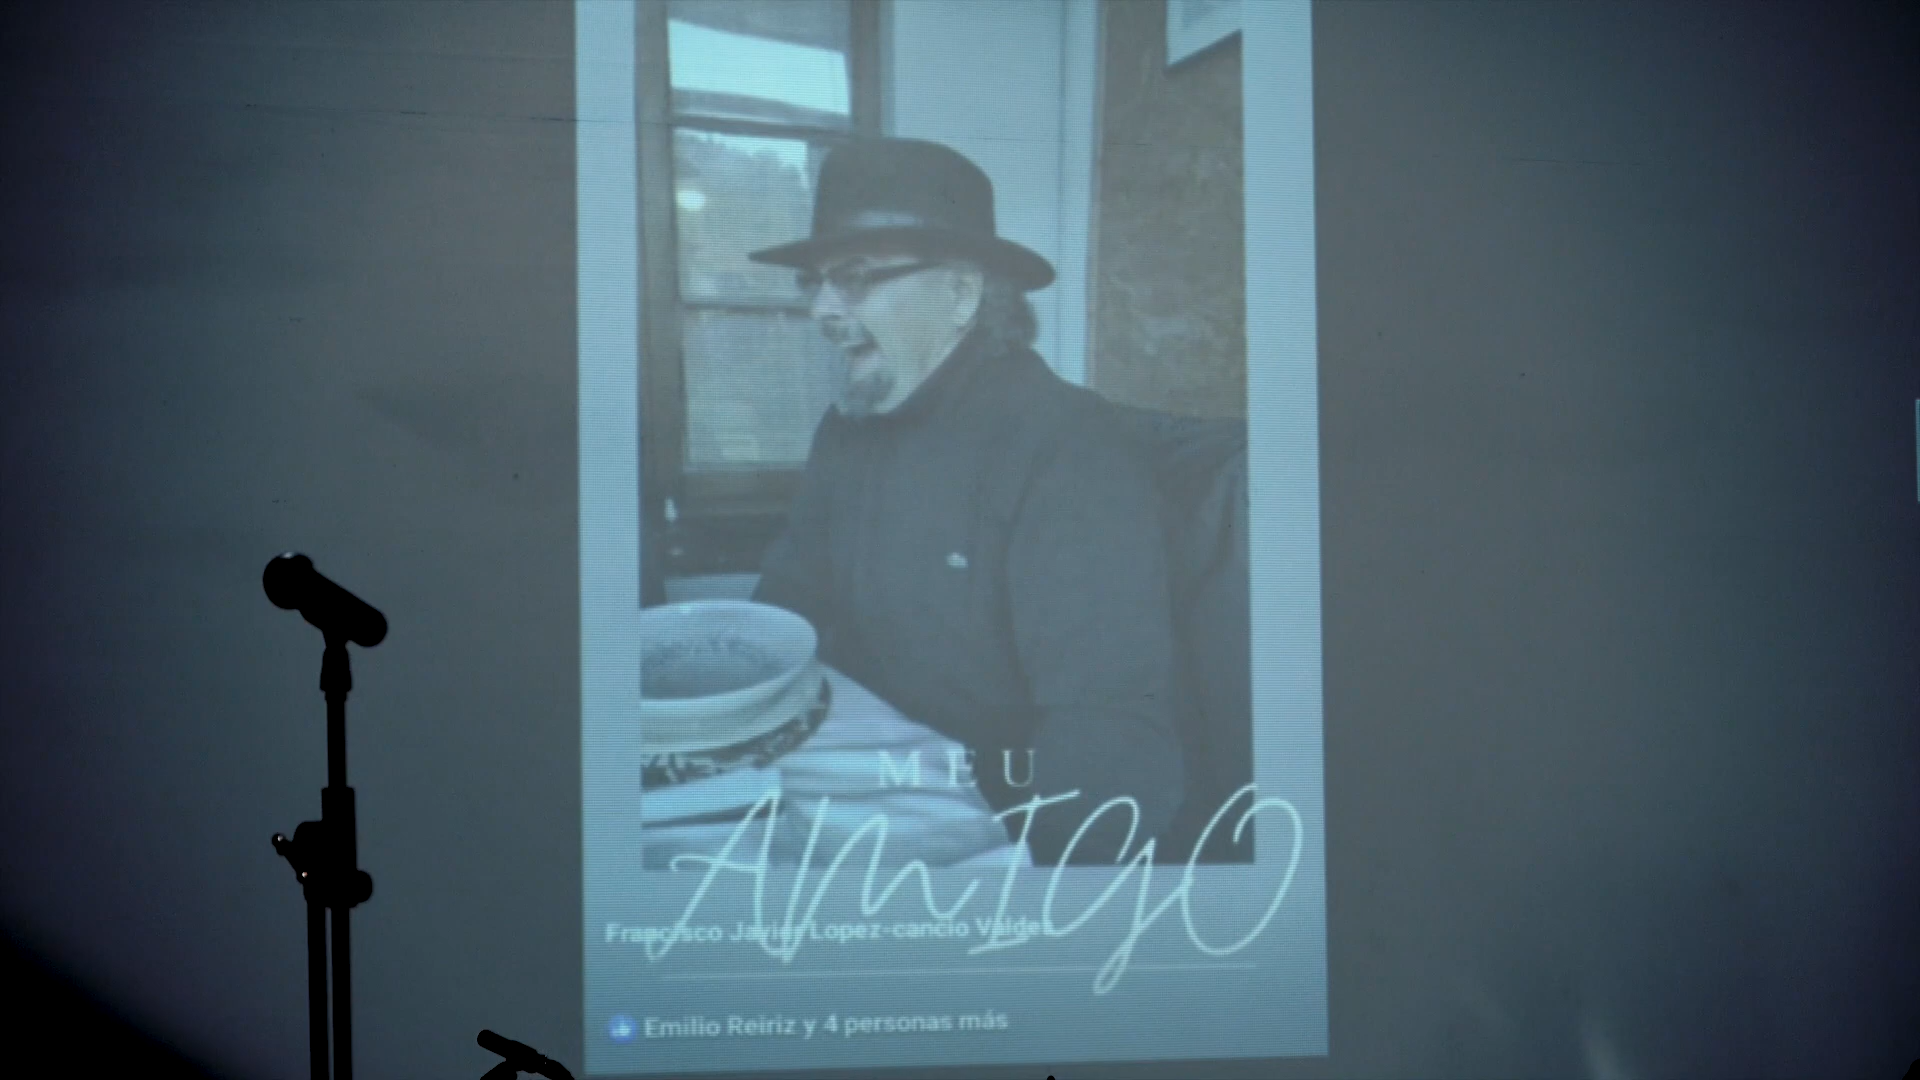 MEU
AMIGO
Francisco Javier Lopez-cancio Valdes
Emilio Reiriz y 4 personas más